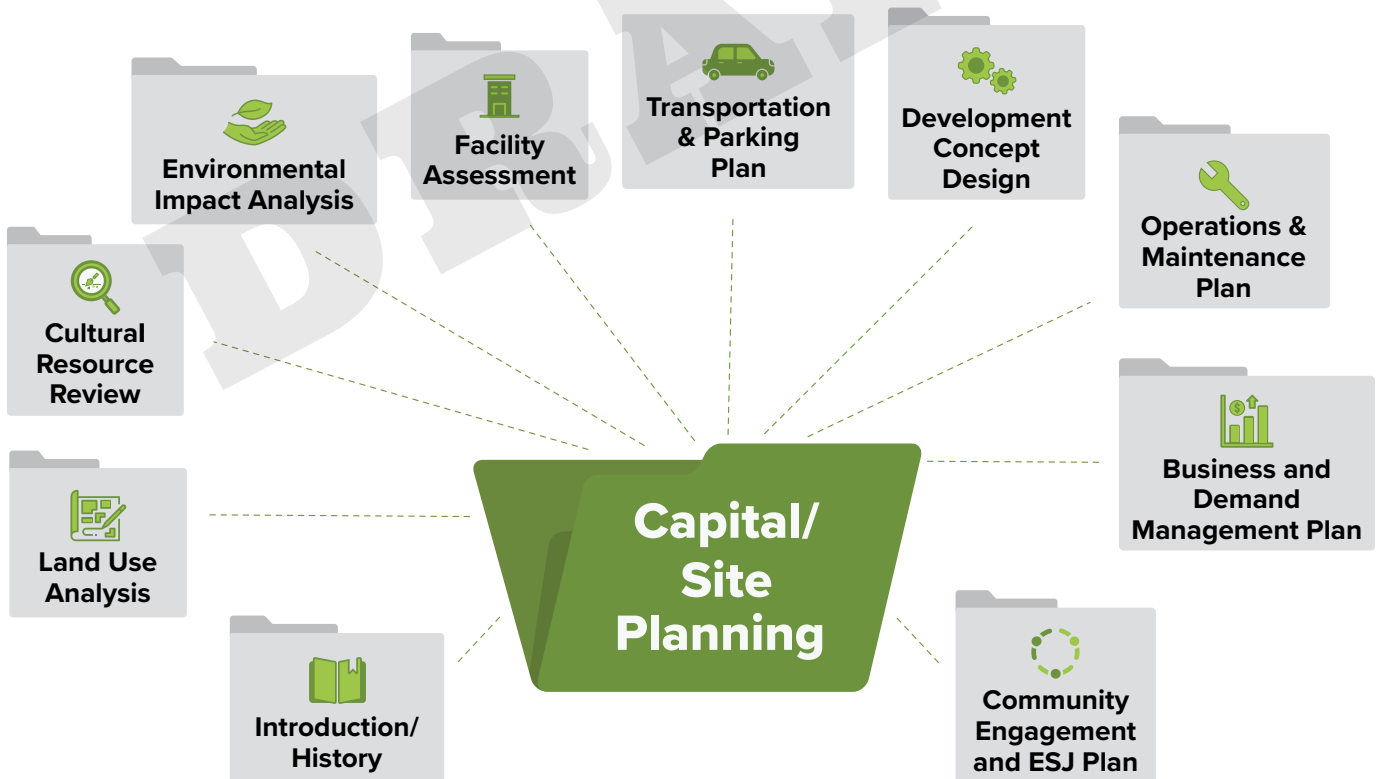 DRA
Environmental
Impact Analysis
Facility
Assessment
Transportation
& Parking
Plan
Development
Concept
Design
Operations &
Maintenance
Plan
Cultural
Resource
Review
Business and
Demand
Management Plan
Land Use
Analysis
Capital/
Site
Planning
Introduction/
History
Community
Engagement
and ESJ Plan
$